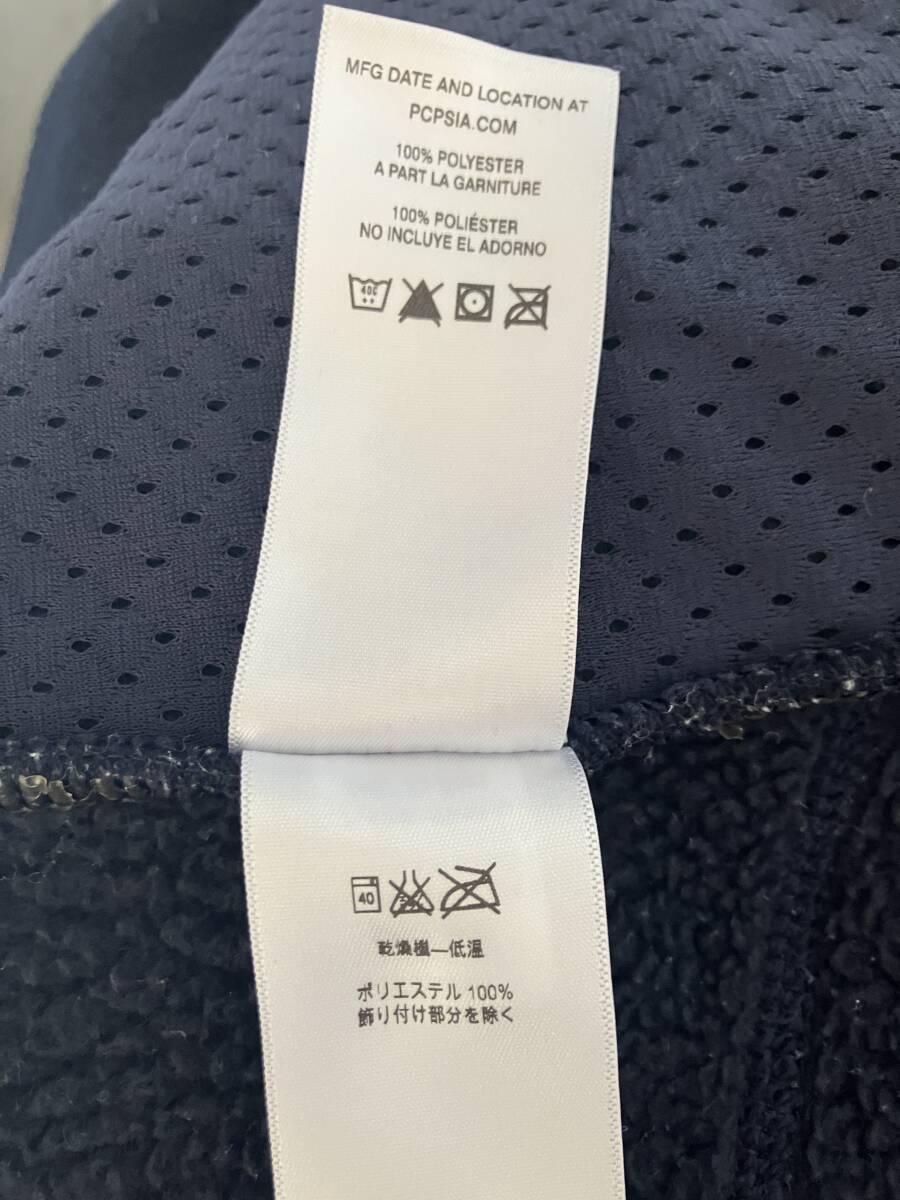 MFG DATE AND LOCATION AT
PCPSIA.COM
100% POLYESTER
A PART LA GARNITURE
100% POLIÉSTER
NO INCLUYE EL ADORNO
40C
40
乾燥機—低温
ポリエステル 100%
飾り付け部分を除く